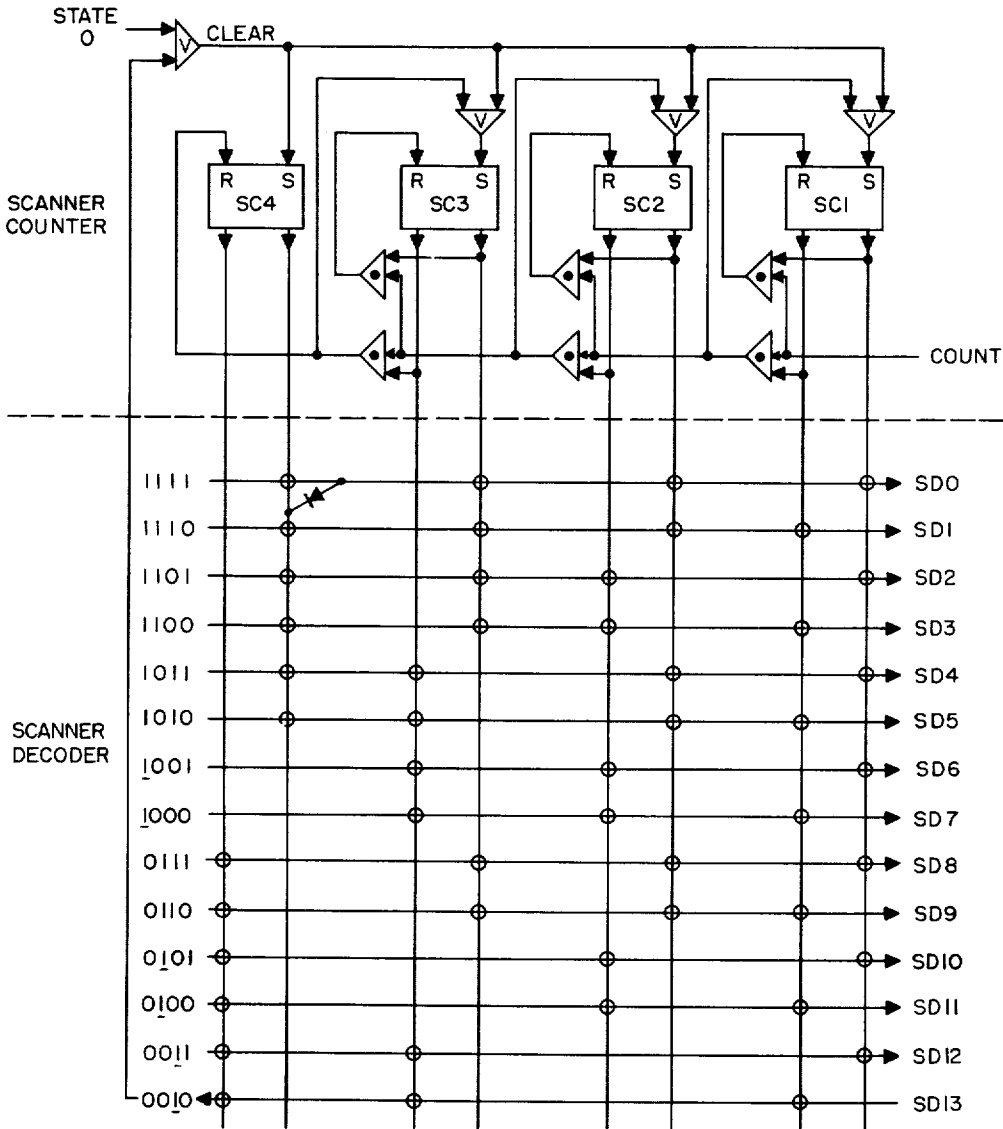 STATE
0
V
CLEAR
V
V
V
SCANNER
COUNTER
R S
SC4
R S
SC3
R S
SC2
R S
SC1
COUNT
1111 SD0
1110 SD1
1101 SD2
1100 SD3
1011 SD4
1010 SD5
SCANNER
DECODER
1001 SD6
1000 SD7
0111 SD8
0110 SD9
0101 SD10
0100 SD11
0011 SD12
0010 SD13